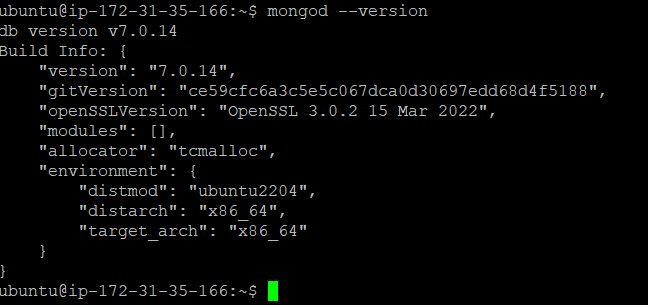 ubuntu@ip-172-31-35-166:~$ mongod --version
db version v7.0.14
Build Info: {
    "version": "7.0.14",
    "gitVersion": "ce59cfc6a3c5e5c067dca0d30697edd68d4f5188",
    "openSSLVersion": "OpenSSL 3.0.2 15 Mar 2022",
    "modules": [],
    "allocator": "tcmalloc",
    "environment": {
        "distmod": "ubuntu2204",
        "distarch": "x86_64",
        "target_arch": "x86_64"
    }
}
ubuntu@ip-172-31-35-166:~$